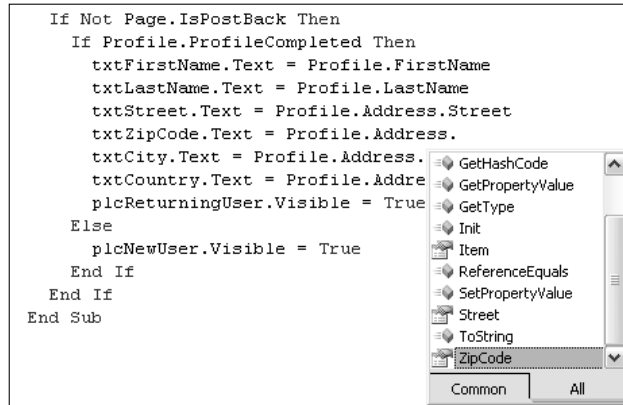 If Not Page.IsPostBack Then
If Profile.ProfileCompleted Then
txtFirstName.Text = Profile.FirstName
txtLastName.Text = Profile.LastName
txtStreet.Text = Profile.Address.Street
txtZipCode.Text = Profile.Address.
txtCity.Text = Profile.Address.
txtCountry.Text = Profile.Addre
plcReturningUser.Visible = True
Else
plcNewUser.Visible = True
End If
End If
End Sub
GetHashCode
GetPropertyValue
GetType
Init
Item
ReferenceEquals
SetPropertyValue
Street
ToString
ZipCode
Common All